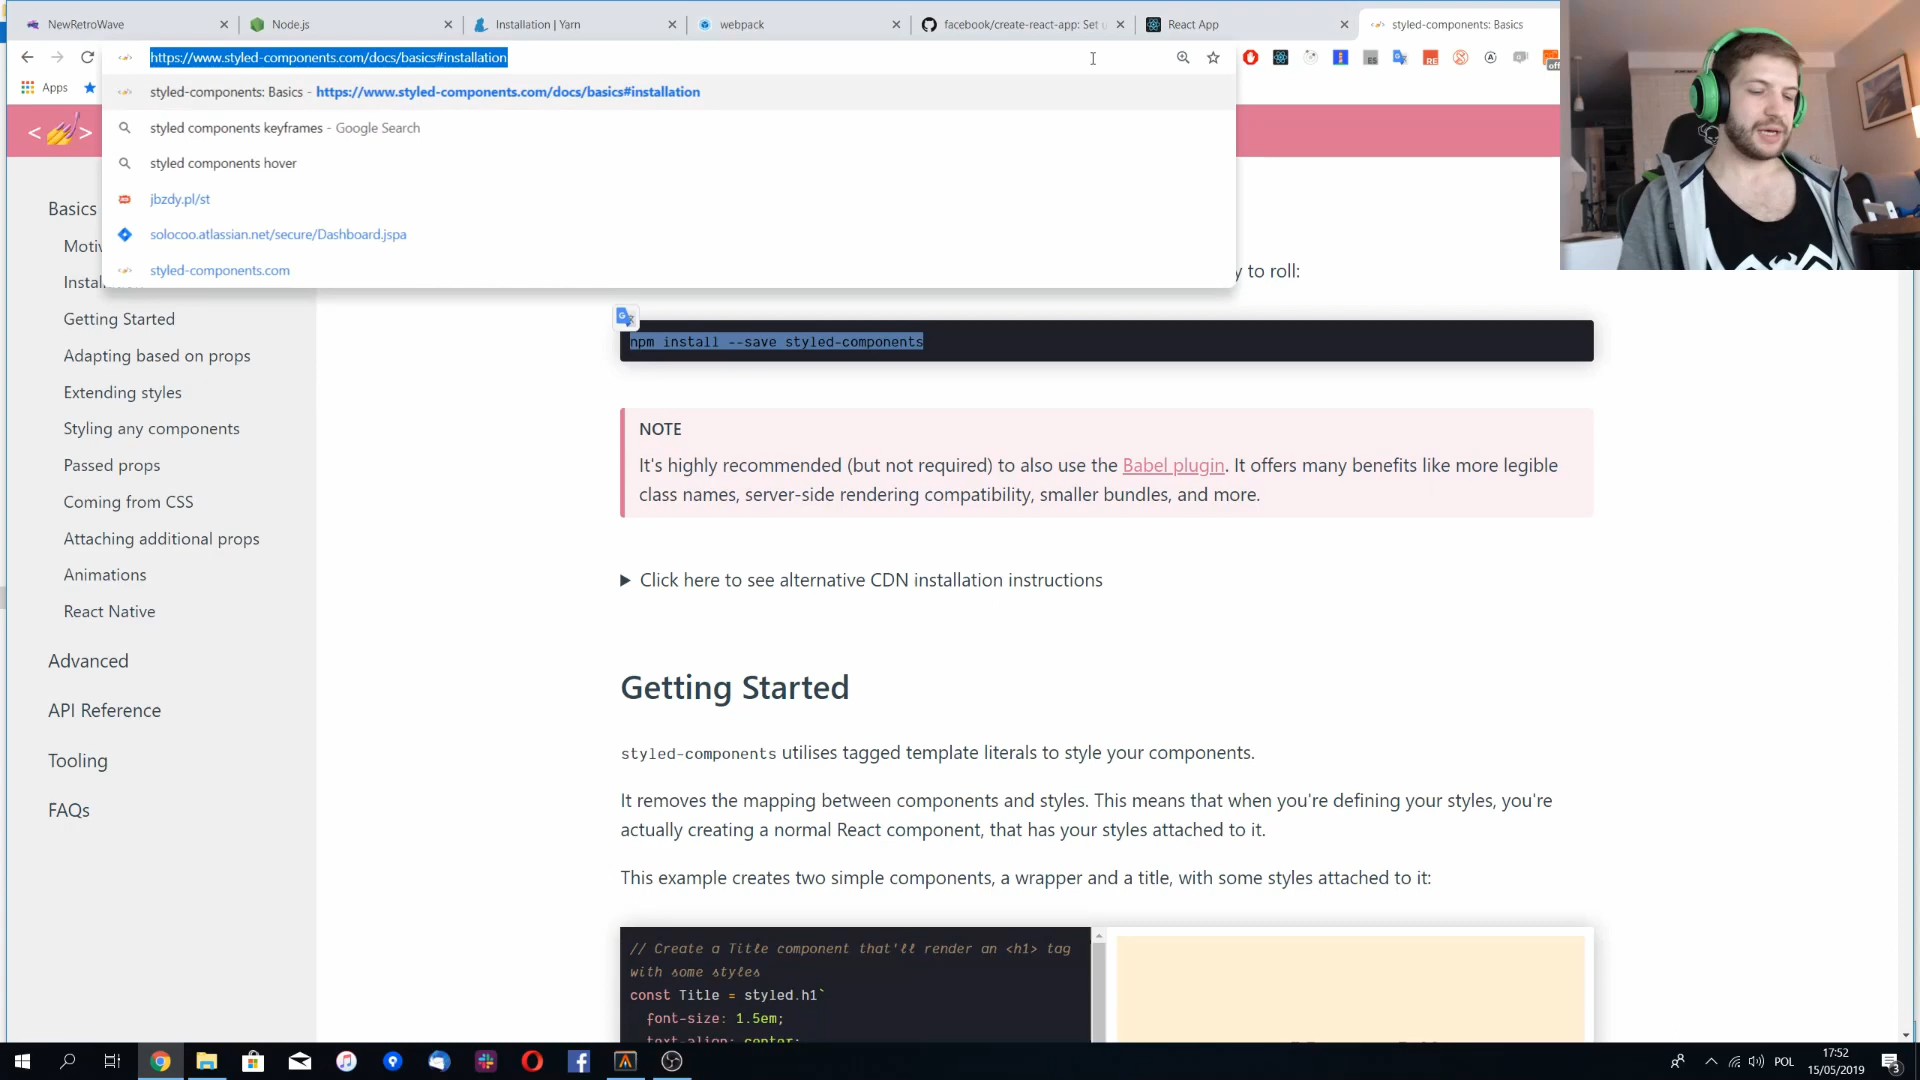 NewRetroWave
Node.js
Installation | Yarn
webpack
facebook/create-react-app: Set u
React App
styled-components: Basics
https://www.styled-components.com/docs/basics#installation
Apps
styled-components: Basics - https://www.styled-components.com/docs/basics#installation
styled components keyframes - Google Search
styled components hover
jbzdy.pl/st
solocoo.atlassian.net/secure/Dashboard.jspa
styled-components.com
Basics
Motiv
Instal
Getting Started
Adapting based on props
Extending styles
Styling any components
Passed props
Coming from CSS
Attaching additional props
Animations
React Native
Advanced
API Reference
Tooling
FAQs
y to roll:
npm install --save styled-components
NOTE
It's highly recommended (but not required) to also use the Babel plugin. It offers many benefits like more legible
class names, server-side rendering compatibility, smaller bundles, and more.
Click here to see alternative CDN installation instructions
Getting Started
styled-components utilises tagged template literals to style your components.
It removes the mapping between components and styles. This means that when you're defining your styles, you're
actually creating a normal React component, that has your styles attached to it.
This example creates two simple components, a wrapper and a title, with some styles attached to it:
// Create a Title component that'll render an <h1> tag
with some styles
const Title = styled.h1`
font-size: 1.5em;
text-align: center;
POL
17:52
15/05/2019
3